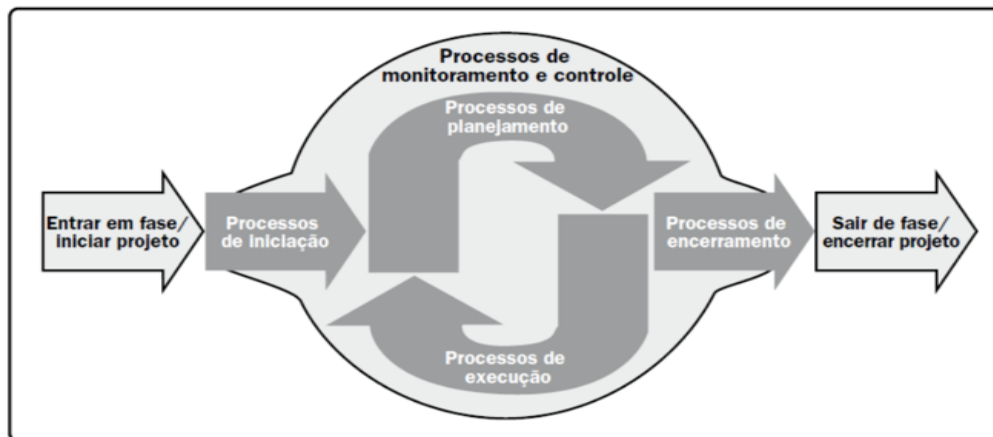 Processos de
monitoramento e controle
Processos de
planejamento
Entrar em fase/
iniciar projeto
Processos
de iniciação
Processos de
encerramento
Sair de fase/
encerrar projeto
Processos de
execução